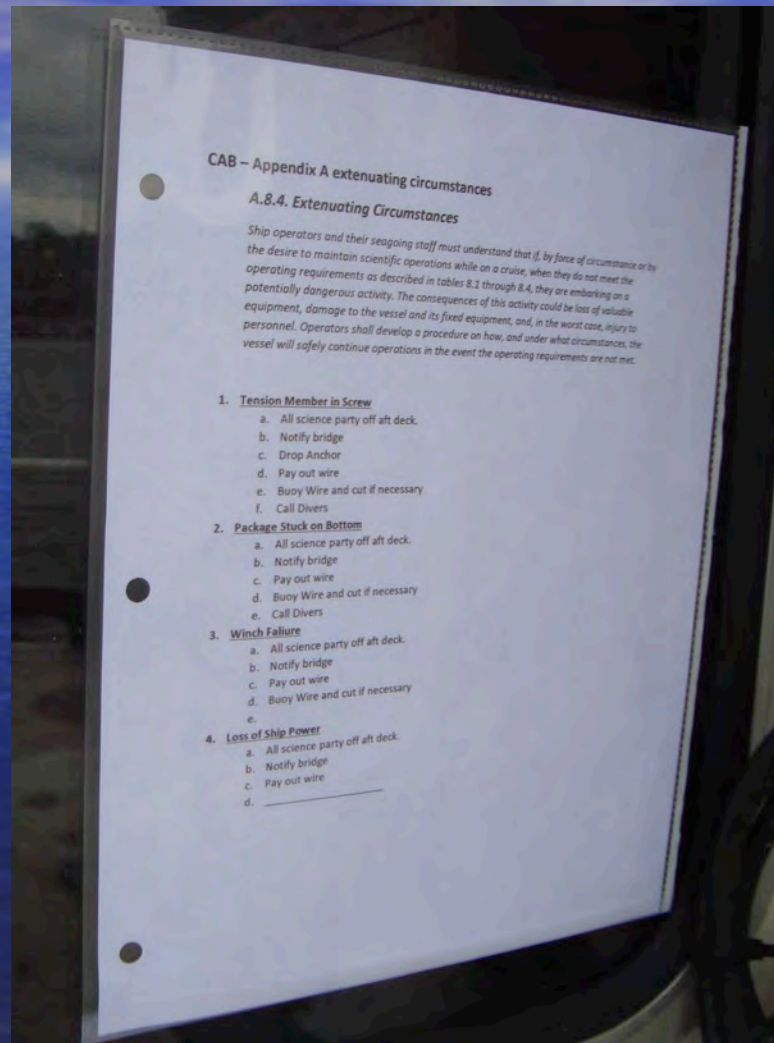 CAB – Appendix A extenuating circumstances
A.8.4. Extenuating Circumstances
Ship operators and their seagoing staff must understand that if, by force of circumstance or by
the desire to maintain scientific operations while on a cruise, when they do not meet the
operating requirements as described in tables 8.1 through 8.4, they are embarking on a
potentially dangerous activity. The consequences of this activity could be loss of valuable
equipment, damage to the vessel and its fixed equipment, and, in the worst case, injury to
personnel. Operators shall develop a procedure on how, and under what circumstances, the
vessel will safely continue operations in the event the operating requirements are not met.
1. Tension Member in Screw
a. All science party off aft deck.
b. Notify bridge
c. Drop Anchor
d. Pay out wire
e. Buoy Wire and cut if necessary
f. Call Divers
2. Package Stuck on Bottom
a. All science party off aft deck.
b. Notify bridge
c. Pay out wire
d. Buoy Wire and cut if necessary
e. Call Divers
3. Winch Faliure
a. All science party off aft deck.
b. Notify bridge
c. Pay out wire
d. Buoy Wire and cut if necessary
e.
4. Loss of Ship Power
a. All science party off aft deck.
b. Notify bridge
c. Pay out wire
d. ____________________